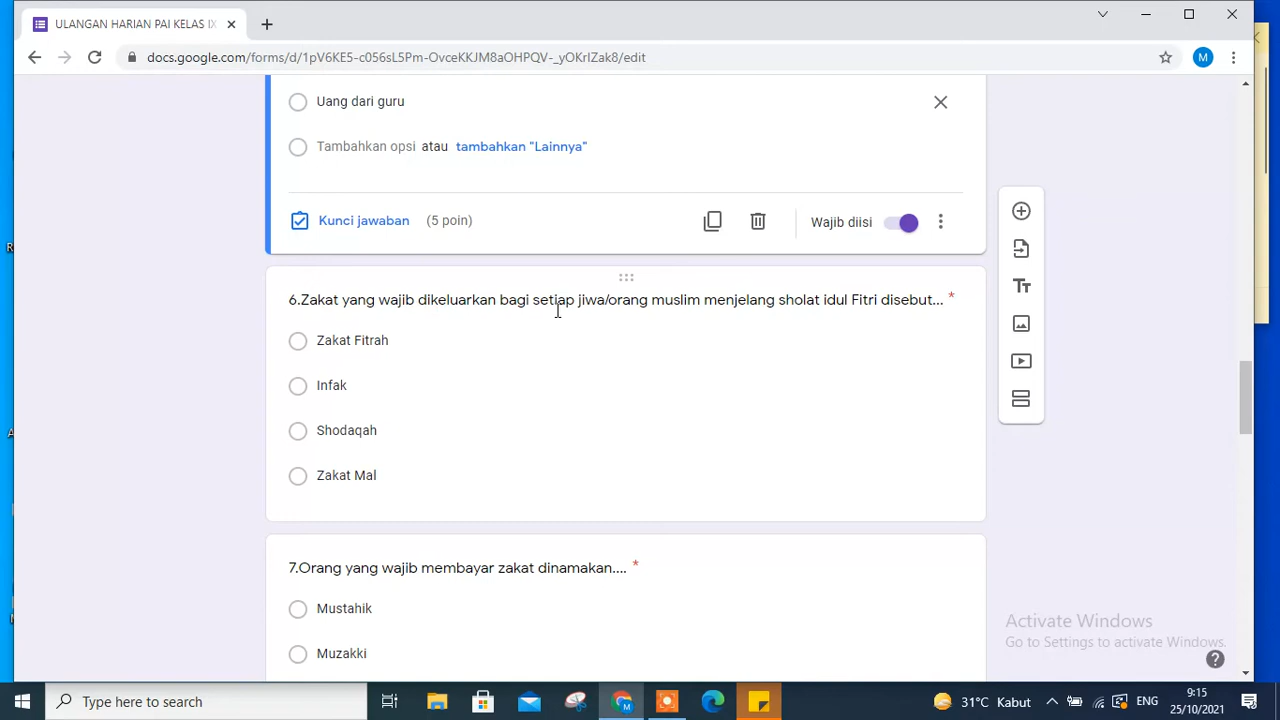 ULANGAN HARIAN PAI KELAS IX
docs.google.com/forms/d/1pV6KE5-c056sL5Pm-OvceKKJM8aOHPQV-_yOKrIZak8/edit
M
Uang dari guru
Tambahkan opsi atau tambahkan "Lainnya"
Kunci jawaban (5 poin)
Wajib diisi
6.Zakat yang wajib dikeluarkan bagi setiap jiwa/orang muslim menjelang sholat idul Fitri disebut... *
Zakat Fitrah
Infak
Shodaqah
Zakat Mal
7.Orang yang wajib membayar zakat dinamakan.... *
Mustahik
Muzakki
Activate Windows
Go to Settings to activate Windows.
Type here to search
31°C Kabut
ENG
9:15
25/10/2021